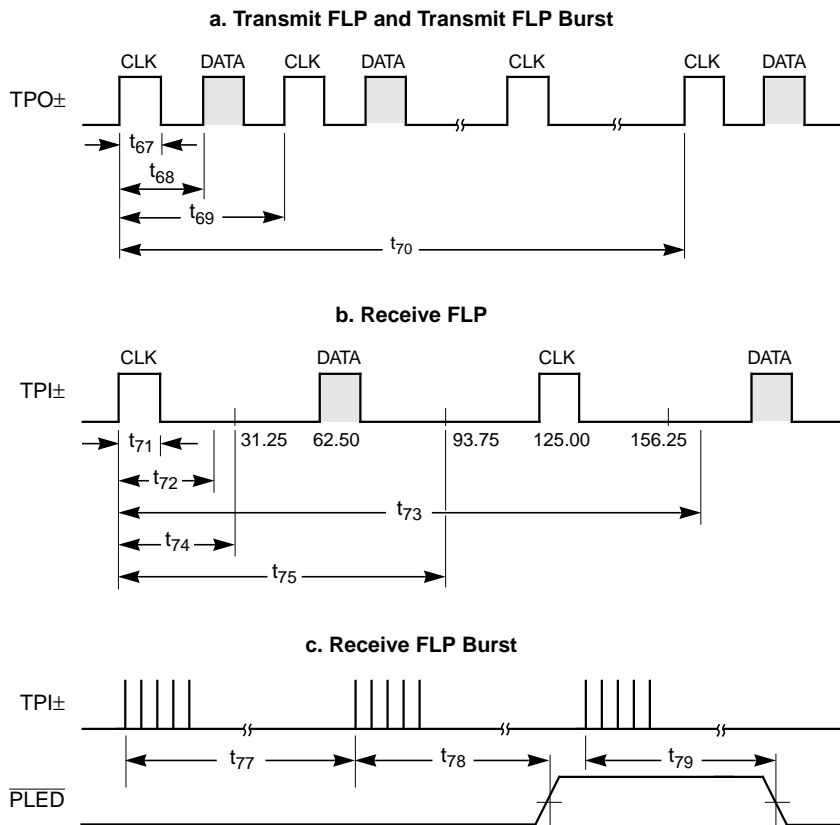 a. Transmit FLP and Transmit FLP Burst
CLK DATA CLK DATA CLK CLK DATA
TPO±
t67
t68
t69
t70
b. Receive FLP
CLK DATA CLK DATA
TPI±
31.25 62.50 93.75 125.00 156.25
t71
t72
t73
t74
t75
c. Receive FLP Burst
TPI±
t77 t78 t79
PLED